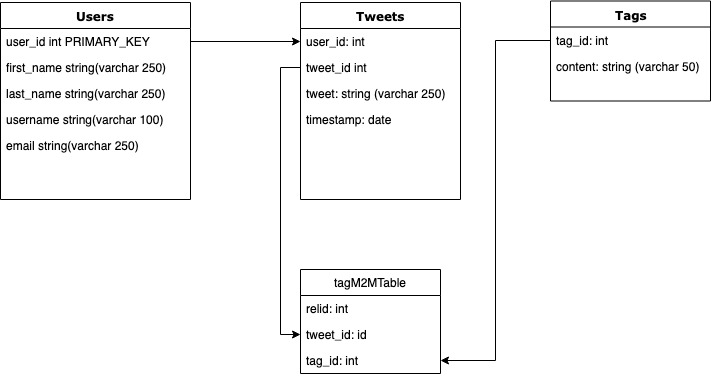 Users
user_id int PRIMARY_KEY
first_name string(varchar 250)
last_name string(varchar 250)
username string(varchar 100)
email string(varchar 250)
Tweets
user_id: int
tweet_id int
tweet: string (varchar 250)
timestamp: date
Tags
tag_id: int
content: string (varchar 50)
tagM2MTable
relid: int
tweet_id: id
tag_id: int